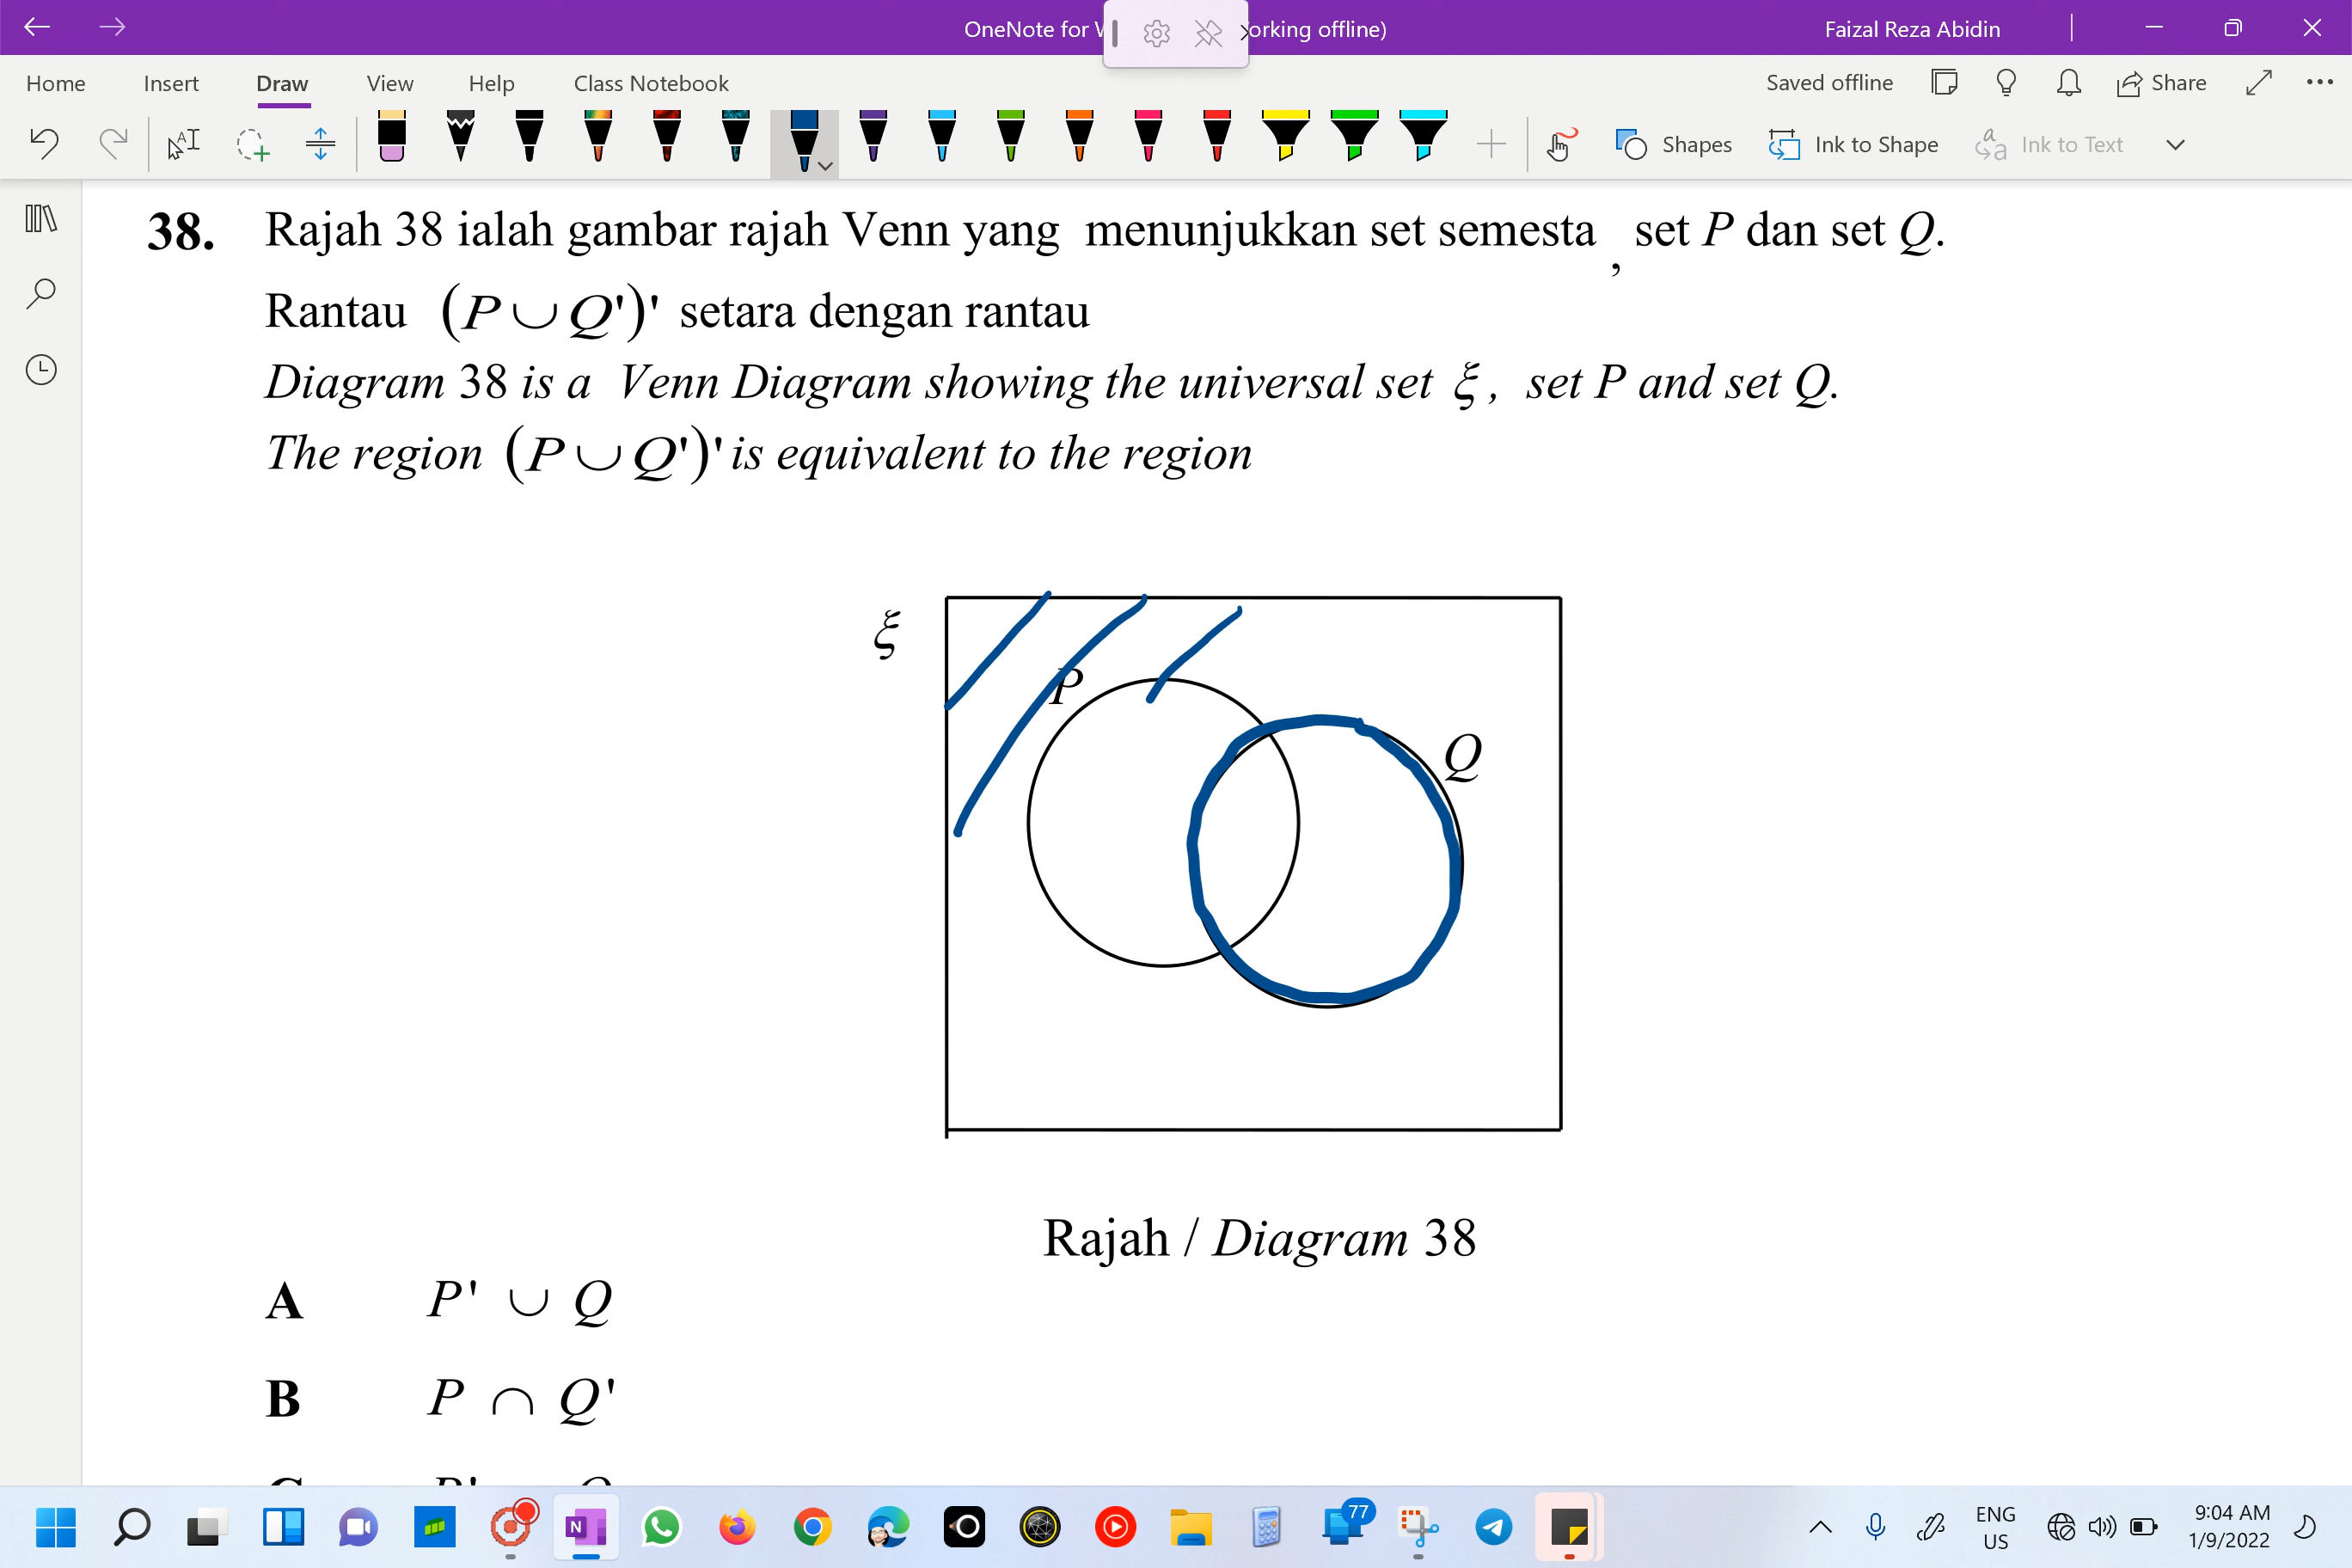 OneNote for W
orking offline)
Faizal Reza Abidin
Home Insert Draw View Help Class Notebook
Saved offline
Share
Shapes
Ink to Shape
Ink to Text
38. Rajah 38 ialah gambar rajah Venn yang menunjukkan set semesta , set P dan set Q.
Rantau (P ∪ Q')' setara dengan rantau
Diagram 38 is a Venn Diagram showing the universal set ξ , set P and set Q.
The region (P ∪ Q')' is equivalent to the region
ξ
P
Q
Rajah / Diagram 38
A P' ∪ Q
B P ∩ Q'
77
ENG
US
9:04 AM
1/9/2022